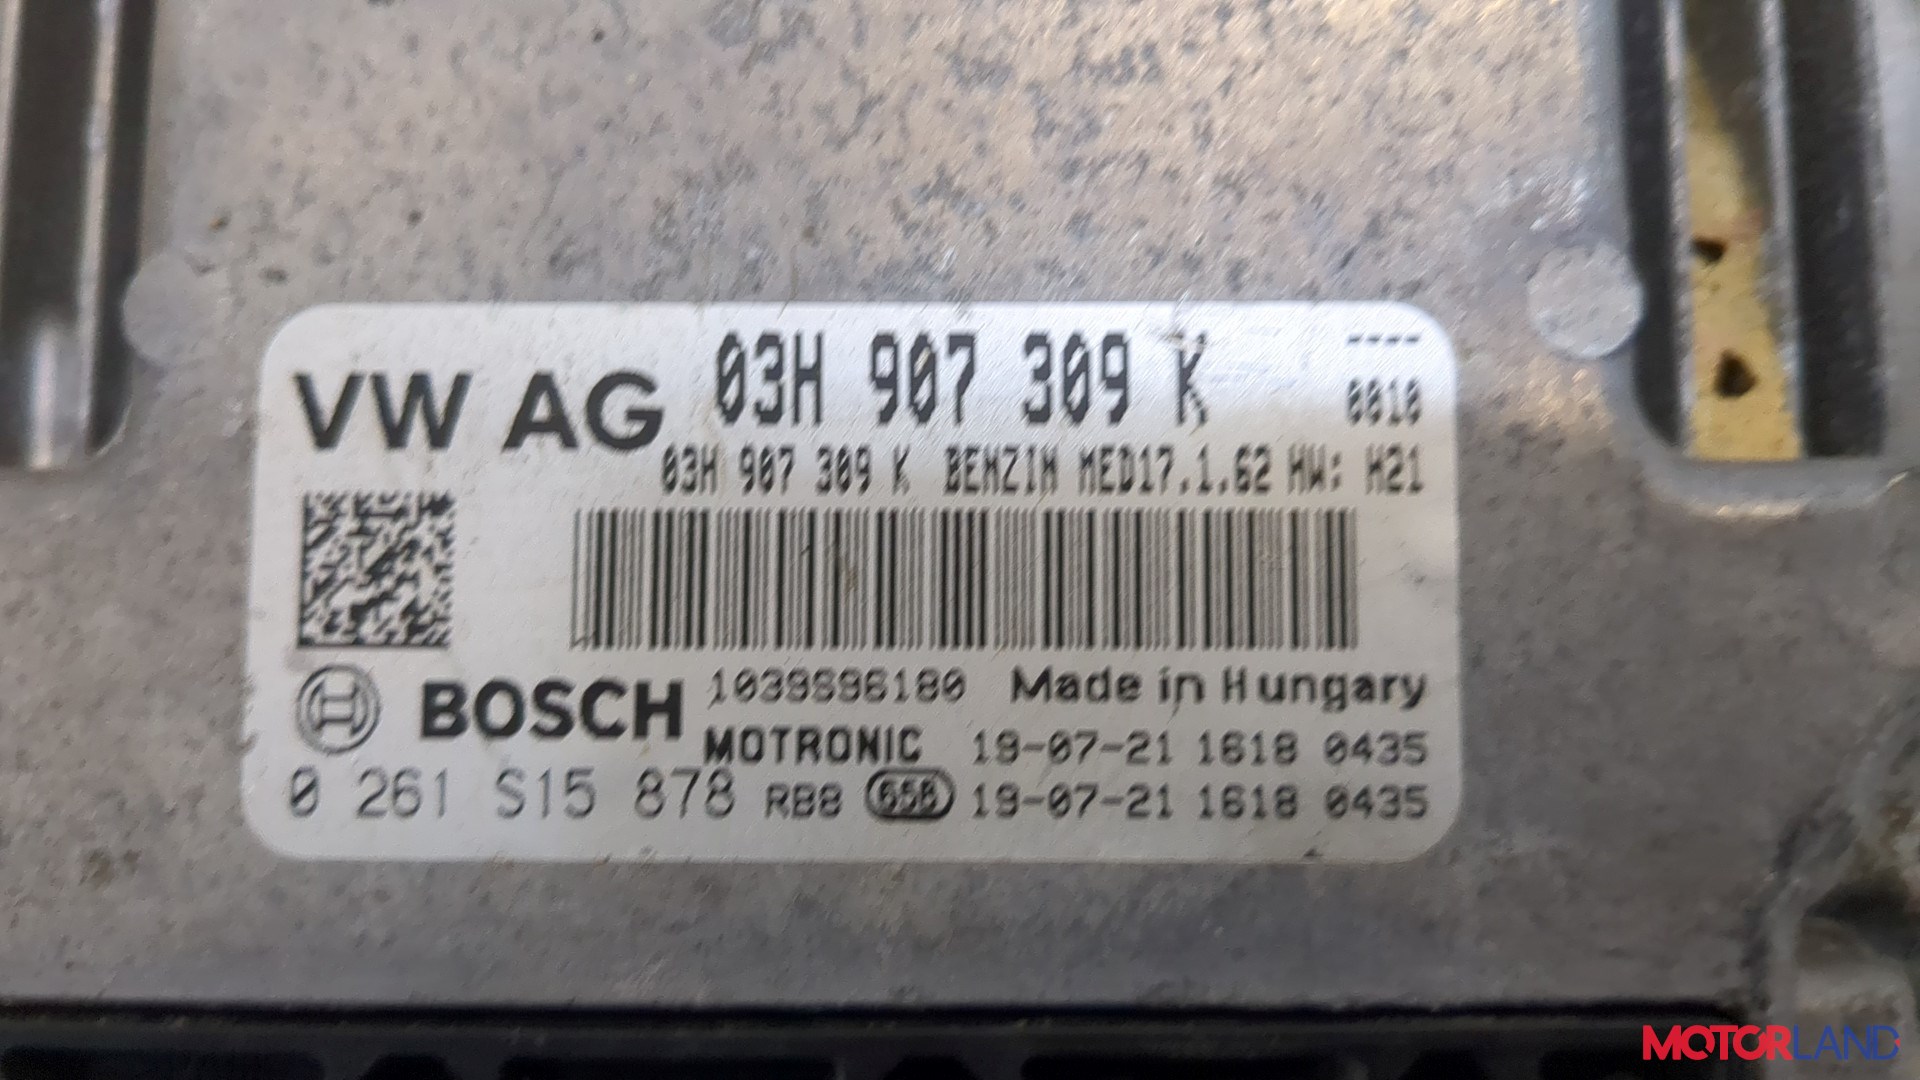 VW AG 03H 907 309 K ----
0010
03H 907 309 K BENZIN MED17.1.62 HW: H21
BOSCH 1039S96180 Made in Hungary
MOTRONIC 19-07-21 1618 0435
0 261 S15 878 RB8 19-07-21 1618 0435
MOTORLAND